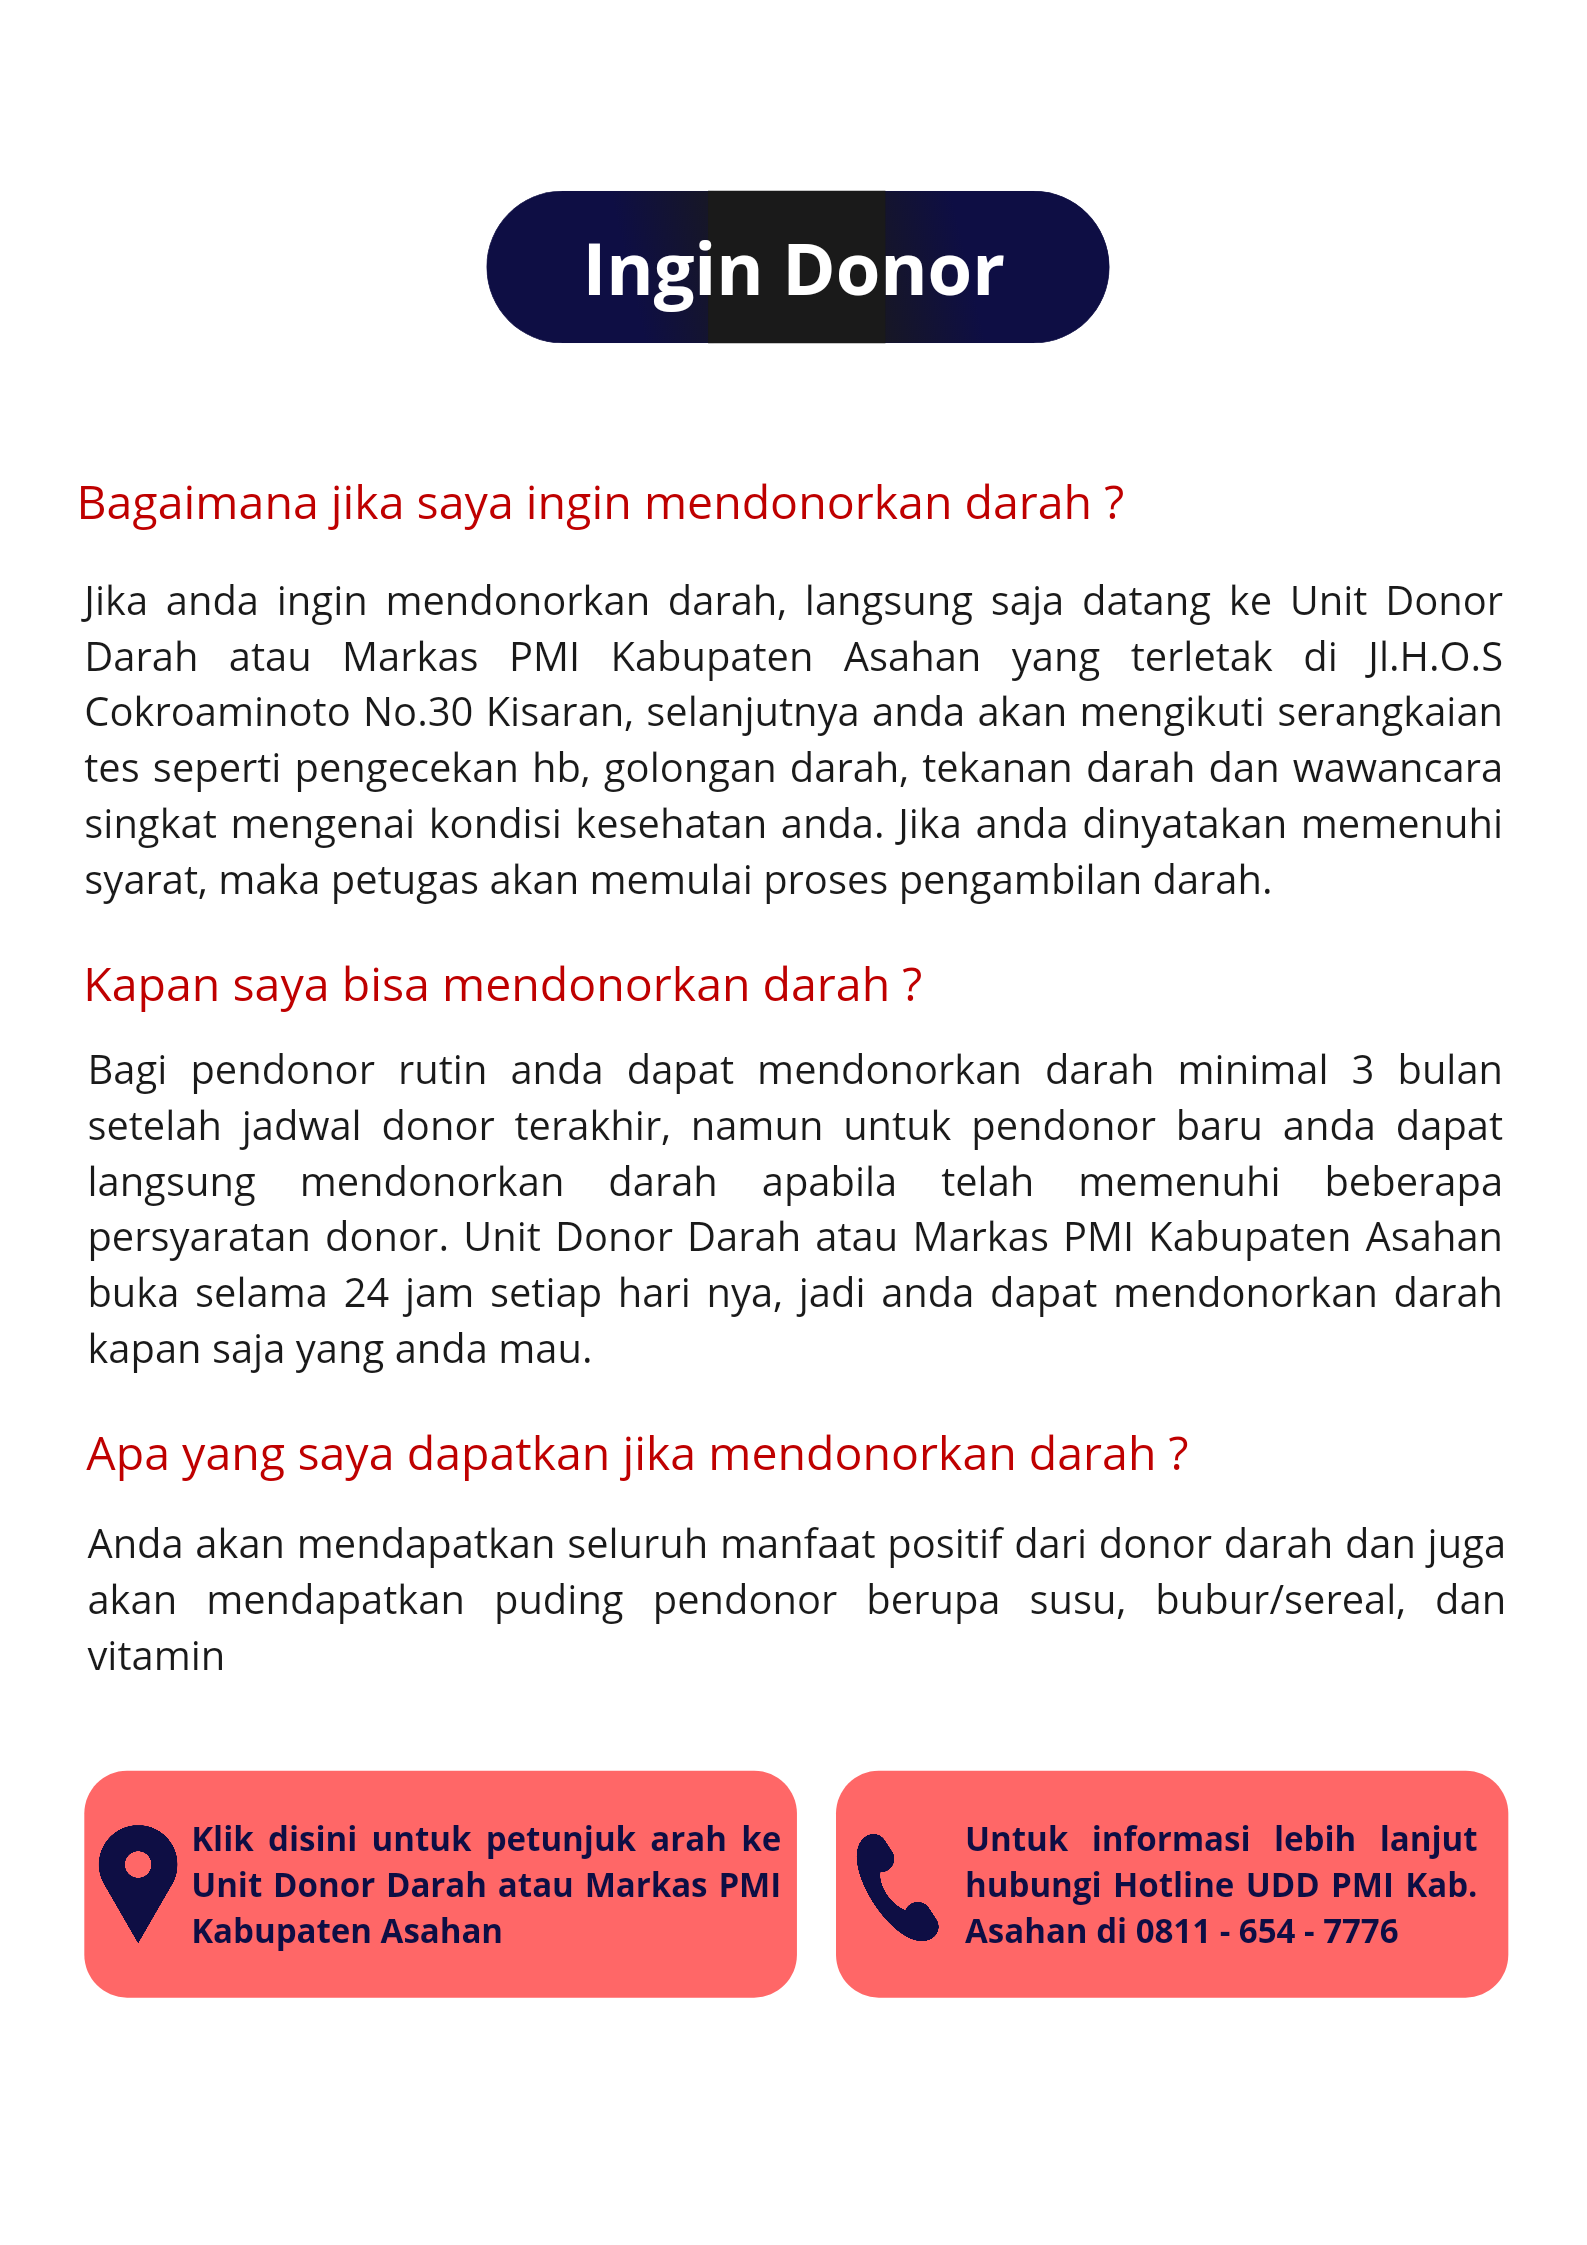 Ingin Donor
Bagaimana jika saya ingin mendonorkan darah ?
Jika anda ingin mendonorkan darah, langsung saja datang ke Unit Donor
Darah atau Markas PMI Kabupaten Asahan yang terletak di Jl.H.O.S
Cokroaminoto No.30 Kisaran, selanjutnya anda akan mengikuti serangkaian
tes seperti pengecekan hb, golongan darah, tekanan darah dan wawancara
singkat mengenai kondisi kesehatan anda. Jika anda dinyatakan memenuhi
syarat, maka petugas akan memulai proses pengambilan darah.
Kapan saya bisa mendonorkan darah ?
Bagi pendonor rutin anda dapat mendonorkan darah minimal 3 bulan
setelah jadwal donor terakhir, namun untuk pendonor baru anda dapat
langsung mendonorkan darah apabila telah memenuhi beberapa
persyaratan donor. Unit Donor Darah atau Markas PMI Kabupaten Asahan
buka selama 24 jam setiap hari nya, jadi anda dapat mendonorkan darah
kapan saja yang anda mau.
Apa yang saya dapatkan jika mendonorkan darah ?
Anda akan mendapatkan seluruh manfaat positif dari donor darah dan juga
akan mendapatkan puding pendonor berupa susu, bubur/sereal, dan
vitamin
Klik disini untuk petunjuk arah ke
Unit Donor Darah atau Markas PMI
Kabupaten Asahan
Untuk informasi lebih lanjut
hubungi Hotline UDD PMI Kab.
Asahan di 0811 - 654 - 7776